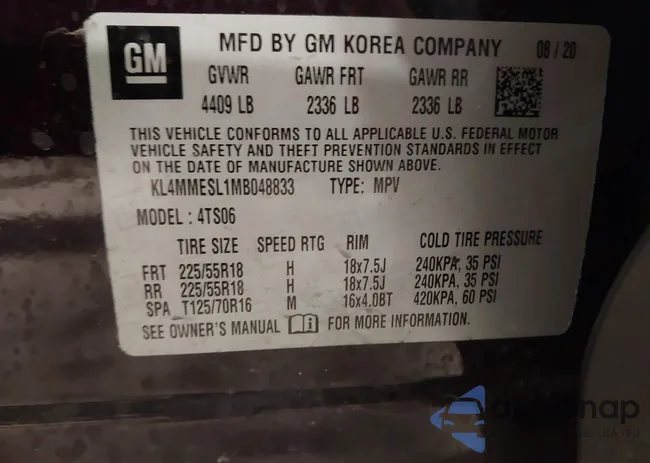 GM
MFD BY GM KOREA COMPANY 08 / 20
GVWR GAWR FRT GAWR RR
4409 LB 2336 LB 2336 LB
THIS VEHICLE CONFORMS TO ALL APPLICABLE U.S. FEDERAL MOTOR
VEHICLE SAFETY AND THEFT PREVENTION STANDARDS IN EFFECT
ON THE DATE OF MANUFACTURE SHOWN ABOVE.
KL4MMESL1MB048833 TYPE: MPV
MODEL : 4TS06
TIRE SIZE SPEED RTG RIM COLD TIRE PRESSURE
FRT 225/55R18 H 18x7.5J 240KPA, 35 PSI
RR 225/55R18 H 18x7.5J 240KPA, 35 PSI
SPA T125/70R16 M 16x4.0BT 420KPA, 60 PSI
SEE OWNER'S MANUAL FOR MORE INFORMATION.